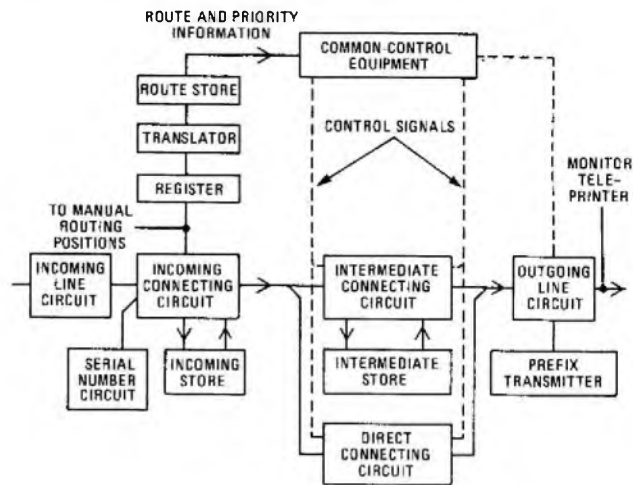 ROUTE AND PRIORITY
INFORMATION
COMMON-CONTROL
EQUIPMENT
ROUTE STORE
TRANSLATOR
CONTROL SIGNALS
MONITOR
TELE-
PRINTER
REGISTER
TO MANUAL
ROUTING
POSITIONS
INCOMING
LINE
CIRCUIT
INCOMING
CONNECTING
CIRCUIT
INTERMEDIATE
CONNECTING
CIRCUIT
OUTGOING
LINE
CIRCUIT
SERIAL
NUMBER
CIRCUIT
INCOMING
STORE
INTERMEDIATE
STORE
PREFIX
TRANSMITTER
DIRECT
CONNECTING
CIRCUIT